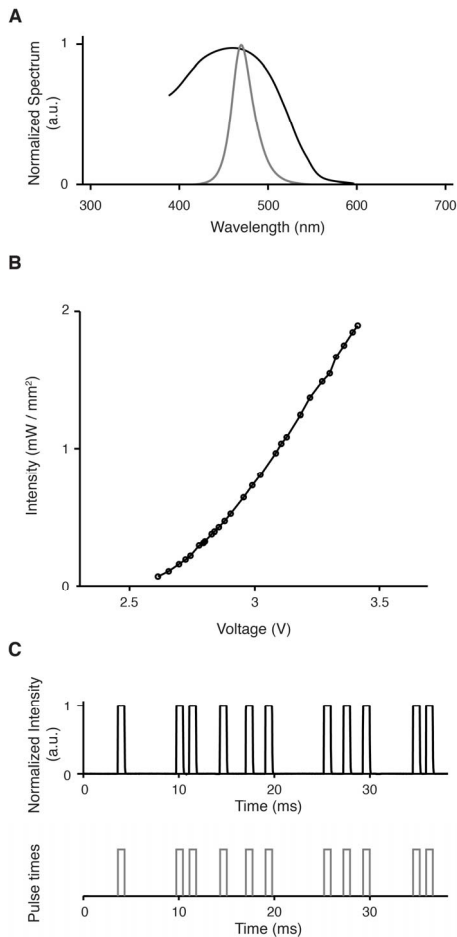 A
Normalized Spectrum
(a.u.)
1
0
300 400 500 600 700
Wavelength (nm)
B
Intensity (mW / mm²)
2
1
0
2.5 3 3.5
Voltage (V)
C
Normalized Intensity
(a.u.)
1
0
0 10 20 30
Time (ms)
Pulse times
0 10 20 30
Time (ms)